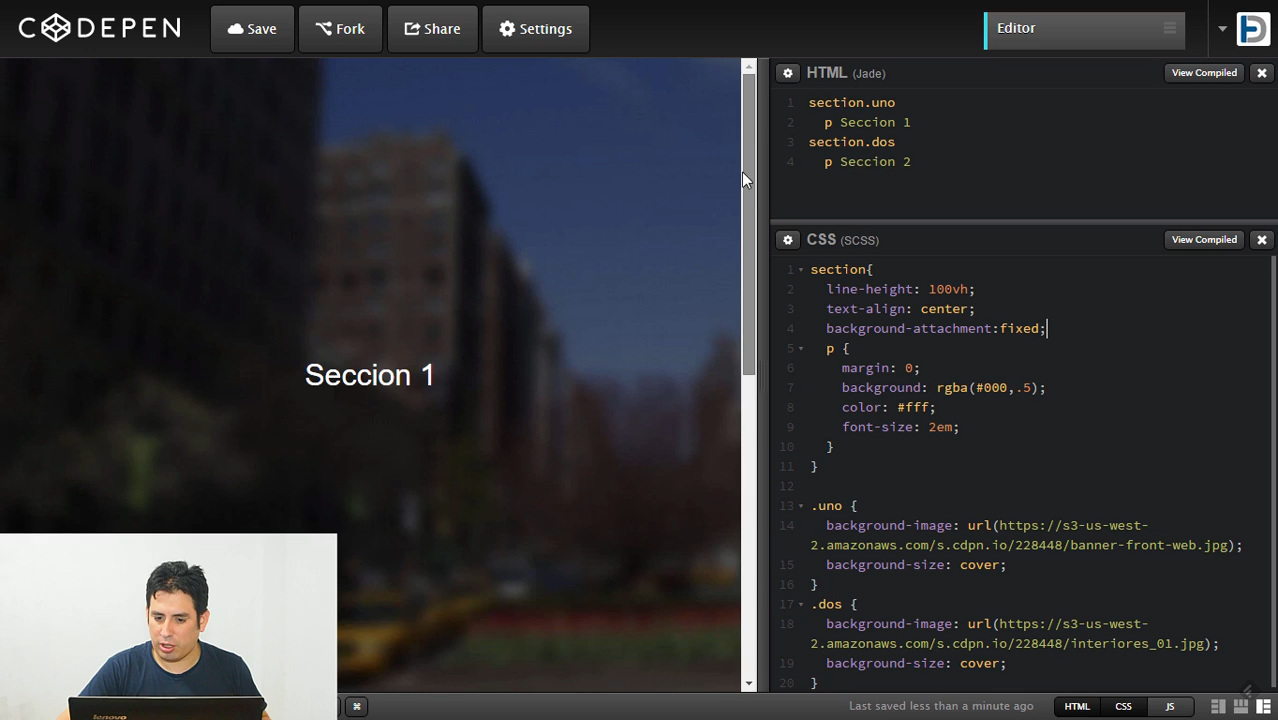 CODEPEN
Save
Fork
Share
Settings
Editor
HTML (Jade)
View Compiled
1 section.uno
2 p Seccion 1
3 section.dos
4 p Seccion 2
CSS (SCSS)
View Compiled
1 section{
2 line-height: 100vh;
3 text-align: center;
4 background-attachment:fixed;
5 p {
6 margin: 0;
7 background: rgba(#000,.5);
8 color: #fff;
9 font-size: 2em;
10 }
11 }
12
13 .uno {
14 background-image: url(https://s3-us-west-
2.amazonaws.com/s.cdpn.io/228448/banner-front-web.jpg);
15 background-size: cover;
16 }
17 .dos {
18 background-image: url(https://s3-us-west-
2.amazonaws.com/s.cdpn.io/228448/interiores_01.jpg);
19 background-size: cover;
20 }
Seccion 1
lenovo
⌘
Last saved less than a minute ago
HTML
CSS
JS